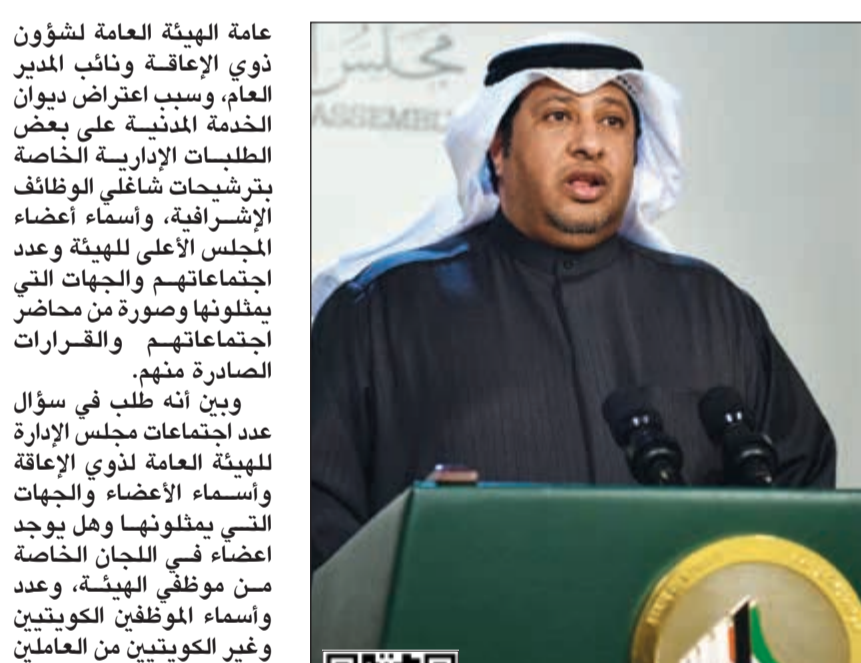 عامة الهيئة العامة لشؤون
ذوي الإعاقة ونائب المدير
العام، وسبب اعتراض ديوان
الخدمة المدنية على بعض
الطلبات الإدارية الخاصة
بترشيحات شاغلي الوظائف
الإشرافية، وأسماء أعضاء
المجلس الأعلى للهيئة وعدد
اجتماعاتهم والجهات التي
يمثلونها وصورة من محاضر
اجتماعاتهم والقرارات
الصادرة منهم.
وبين أنه طلب في سؤال
عدد اجتماعات مجلس الإدارة
للهيئة العامة لذوي الإعاقة
وأسماء الأعضاء والجهات
التي يمثلونها وهل يوجد
اعضاء في اللجان الخاصة
من موظفي الهيئة، وعدد
وأسماء الموظفين الكويتيين
وغير الكويتيين من العاملين
مجلس